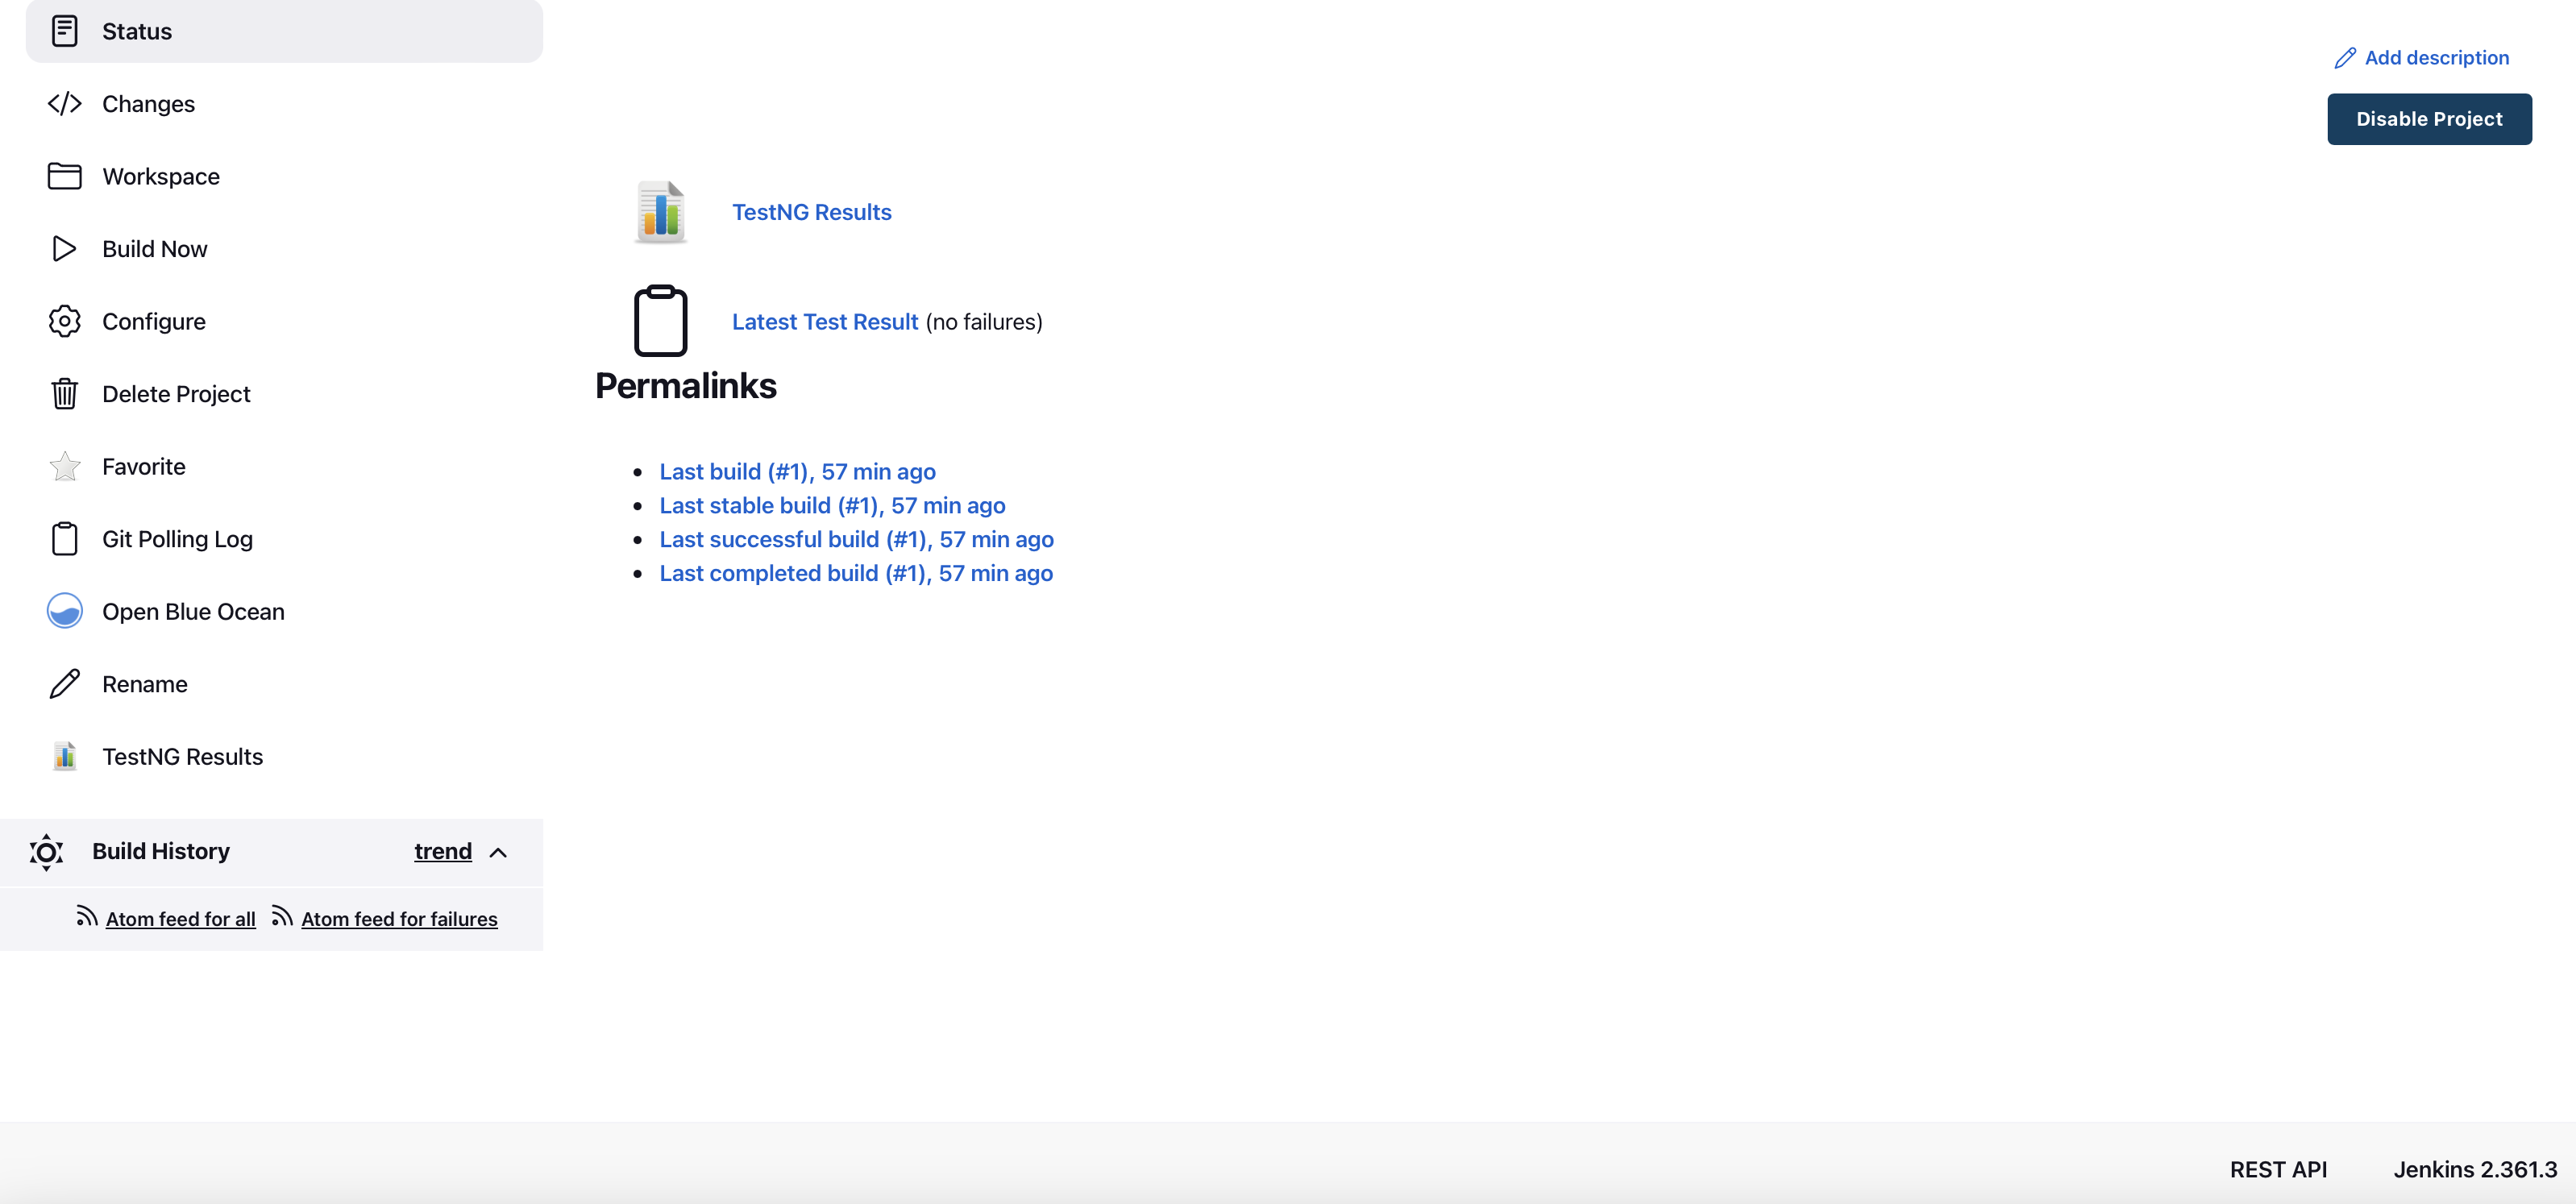 Status
Changes
Workspace
Build Now
Configure
Delete Project
Favorite
Git Polling Log
Open Blue Ocean
Rename
TestNG Results
Build History trend
Atom feed for all Atom feed for failures
Add description
Disable Project
TestNG Results
Latest Test Result (no failures)
Permalinks
Last build (#1), 57 min ago
Last stable build (#1), 57 min ago
Last successful build (#1), 57 min ago
Last completed build (#1), 57 min ago
REST API Jenkins 2.361.3